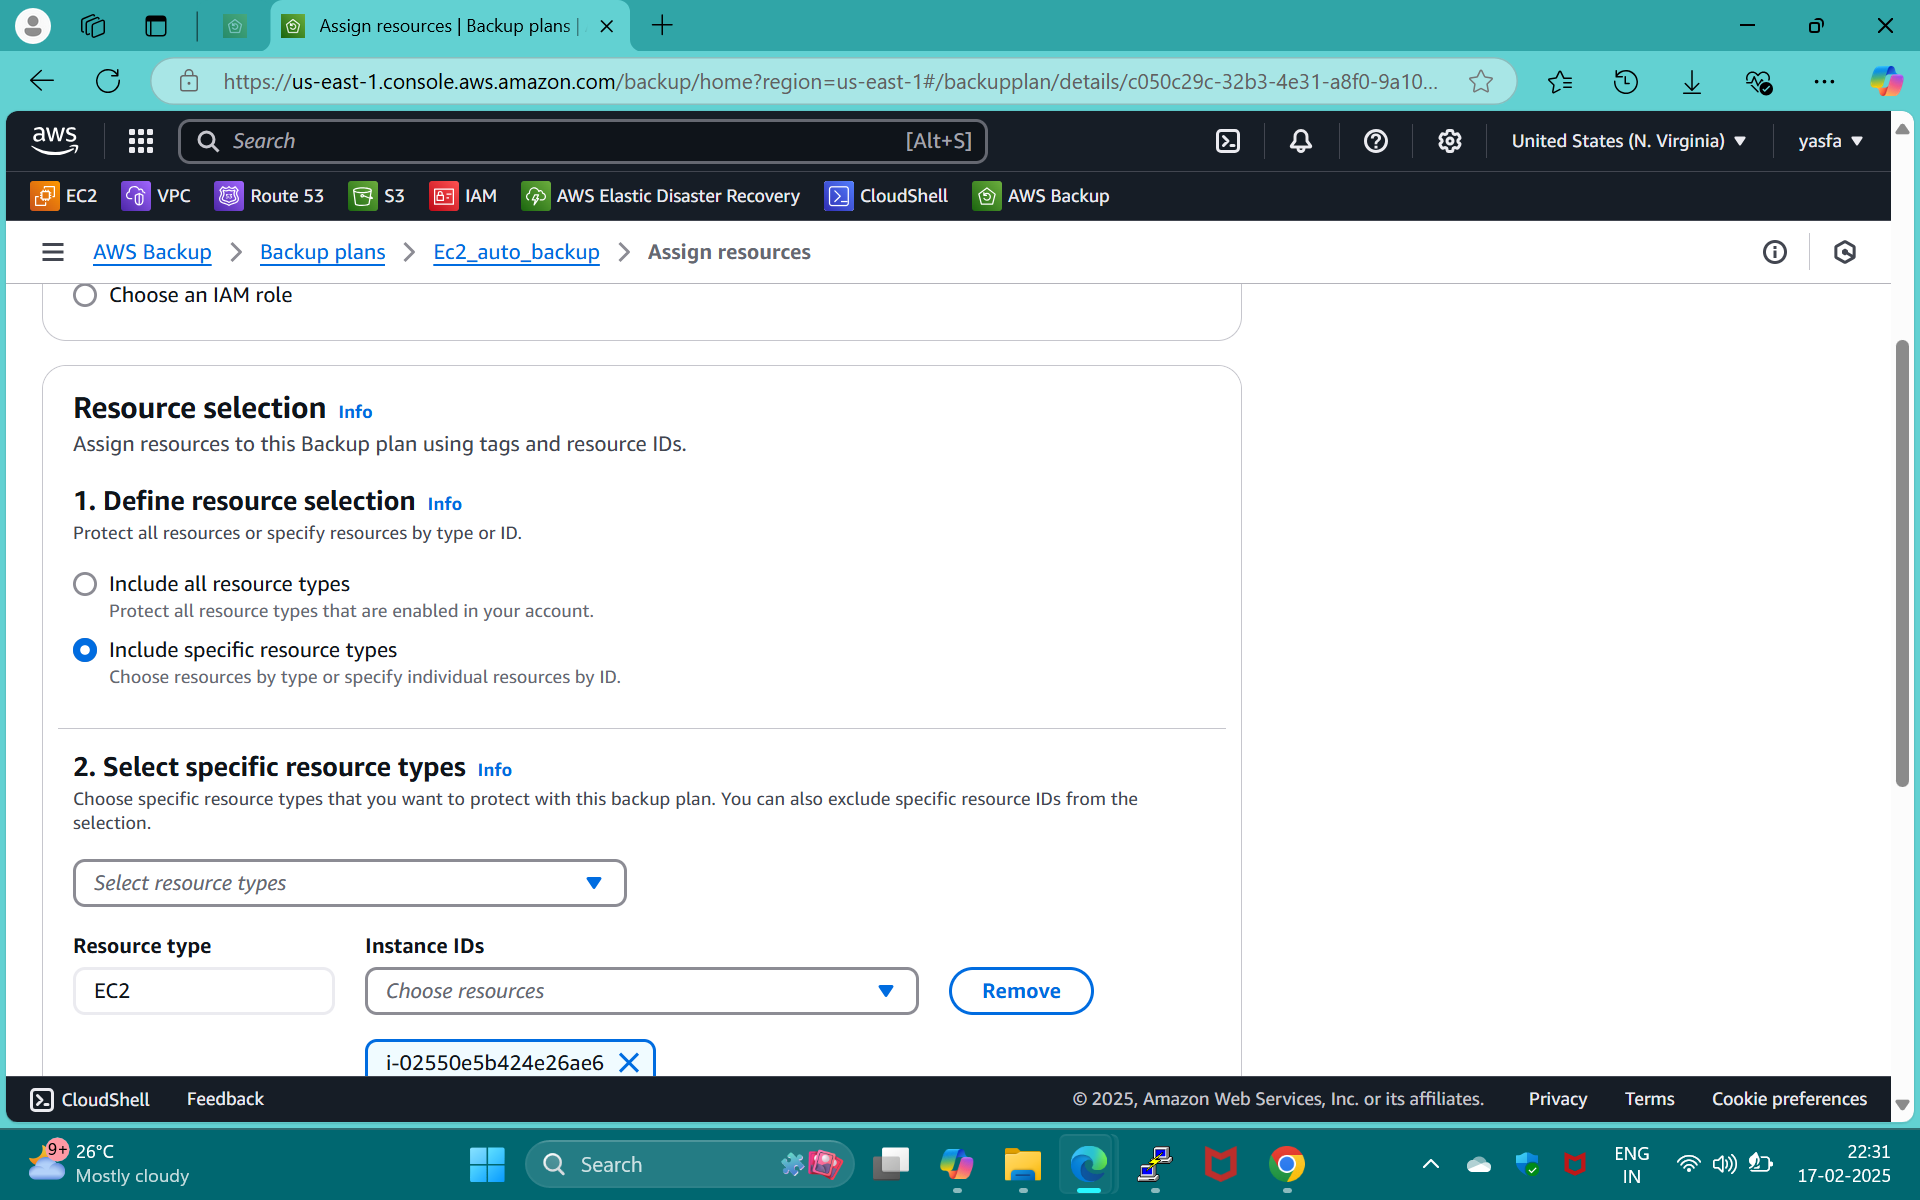 Assign resources | Backup plans |
https://us-east-1.console.aws.amazon.com/backup/home?region=us-east-1#/backupplan/details/c050c29c-32b3-4e31-a8f0-9a10...
aws
Search
[Alt+S]
United States (N. Virginia)
yasfa
EC2
VPC
Route 53
S3
IAM
AWS Elastic Disaster Recovery
CloudShell
AWS Backup
AWS Backup
Backup plans
Ec2_auto_backup
Assign resources
Choose an IAM role
Resource selection Info
Assign resources to this Backup plan using tags and resource IDs.
1. Define resource selection Info
Protect all resources or specify resources by type or ID.
Include all resource types
Protect all resource types that are enabled in your account.
Include specific resource types
Choose resources by type or specify individual resources by ID.
2. Select specific resource types Info
Choose specific resource types that you want to protect with this backup plan. You can also exclude specific resource IDs from the
selection.
Select resource types
Resource type
Instance IDs
EC2
Choose resources
Remove
i-02550e5b424e26ae6
CloudShell
Feedback
© 2025, Amazon Web Services, Inc. or its affiliates.
Privacy
Terms
Cookie preferences
9+
26°C
Mostly cloudy
Search
ENG
IN
22:31
17-02-2025